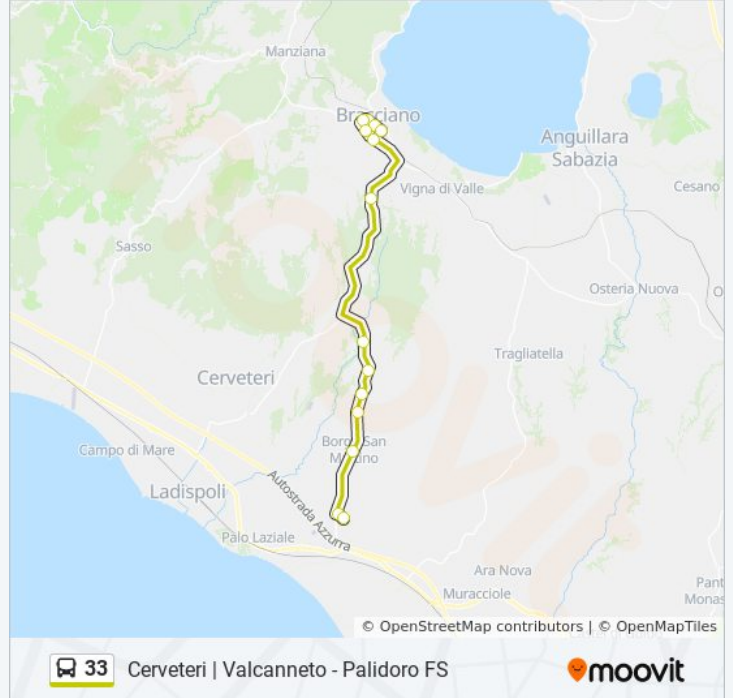 Manziana
Bracciano
Anguillara
Sabazia
Vigna di Valle
Cesano
Sasso
Osteria Nuova
O
Tragliatella
Cerveteri
Campo di Mare
Borgo San
Martino
Ladispoli
Autostrada Azzurra
Palo Laziale
Ara Nova
Muracciole
Pant
Monas
© OpenStreetMap contributors | © OpenMapTiles
33 Cerveteri | Valcanneto - Palidoro FS
moovit